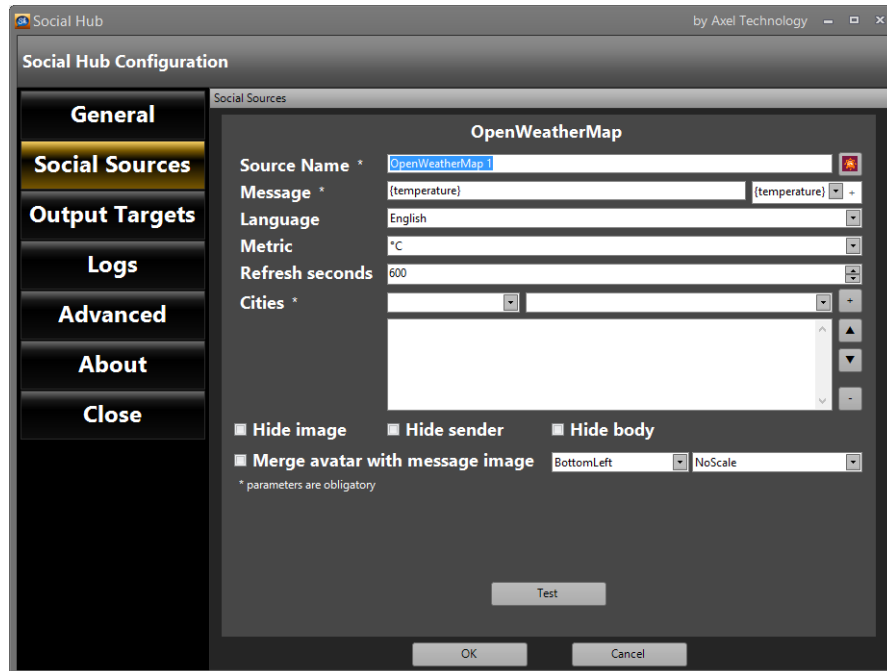 Social Hub by Axel Technology
Social Hub Configuration
General
Social Sources
Output Targets
Logs
Advanced
About
Close
Social Sources
OpenWeatherMap
Source Name * OpenWeatherMap 1
Message * {temperature} {temperature} +
Language English
Metric °C
Refresh seconds 600
Cities * +
-
Hide image Hide sender Hide body
Merge avatar with message image BottomLeft NoScale
* parameters are obligatory
Test
OK Cancel